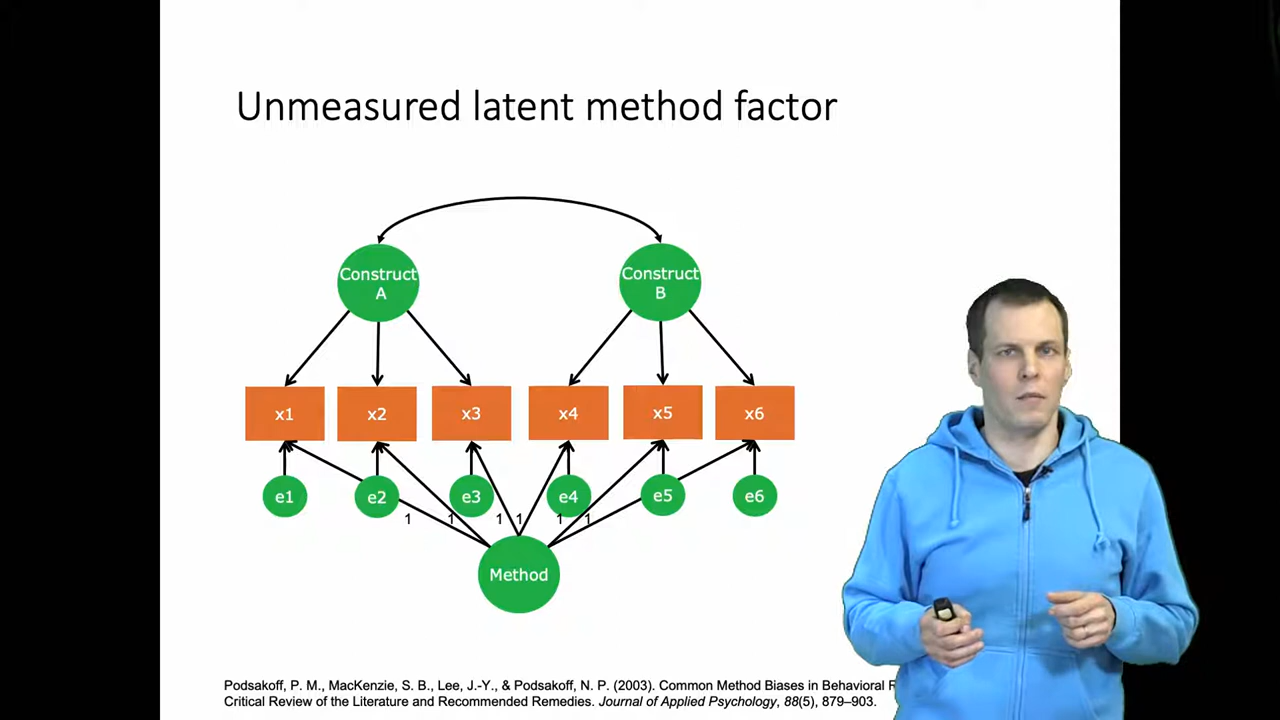 Unmeasured latent method factor
Construct A
Construct B
x1 x2 x3 x4 x5 x6
e1 e2 e3 e4 e5 e6
1 1 1 1 1 1
Method
Podsakoff, P. M., MacKenzie, S. B., Lee, J.-Y., & Podsakoff, N. P. (2003). Common Method Biases in Behavioral
Critical Review of the Literature and Recommended Remedies. Journal of Applied Psychology, 88(5), 879–903.